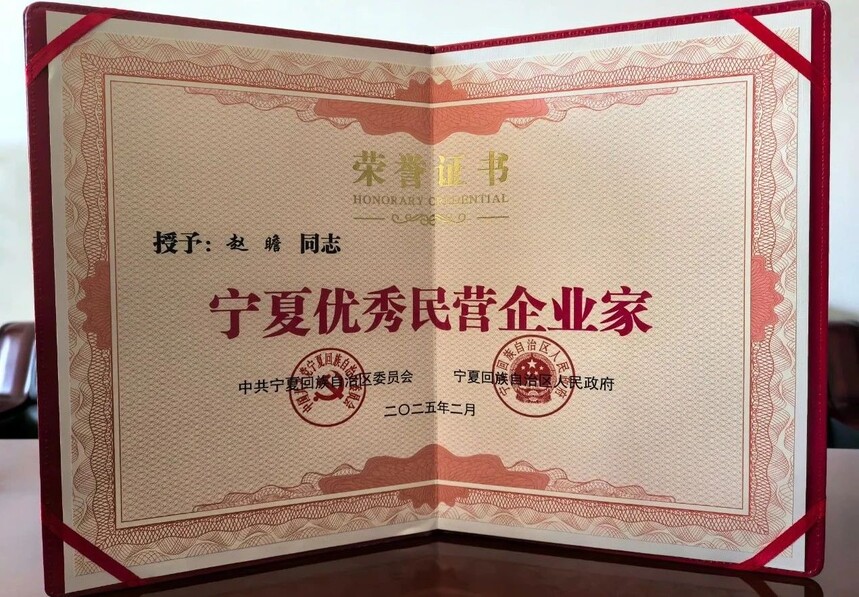 荣誉证书
HONORARY CREDENTIAL
授予：赵 瞻 同志
宁夏优秀民营企业家
中共宁夏回族自治区委员会 宁夏回族自治区人民政府
二〇二五年二月